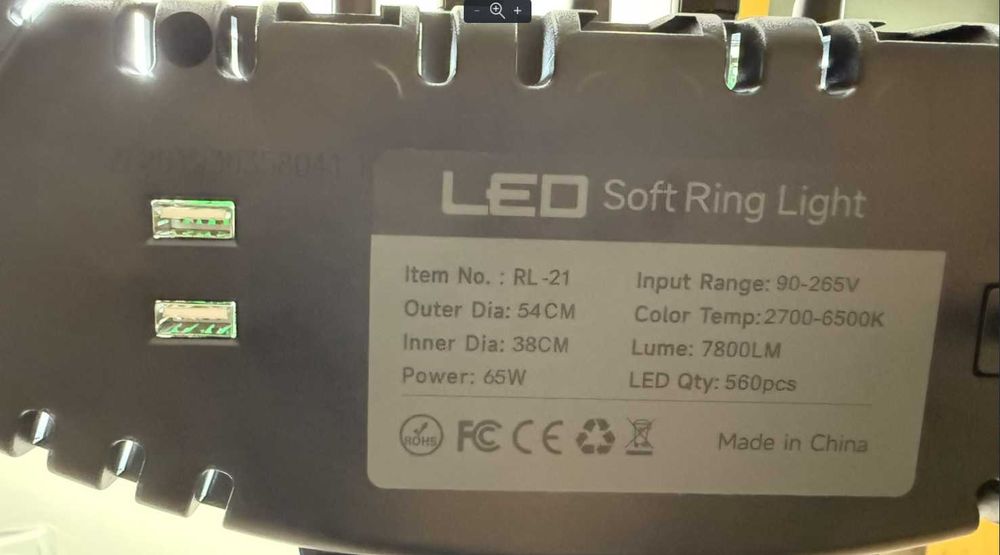 LED Soft Ring Light
Item No. : RL-21
Outer Dia: 54CM
Inner Dia: 38CM
Power: 65W
Input Range: 90-265V
Color Temp:2700-6500K
Lume: 7800LM
LED Qty: 560pcs
ROHS FC CE
Made in China